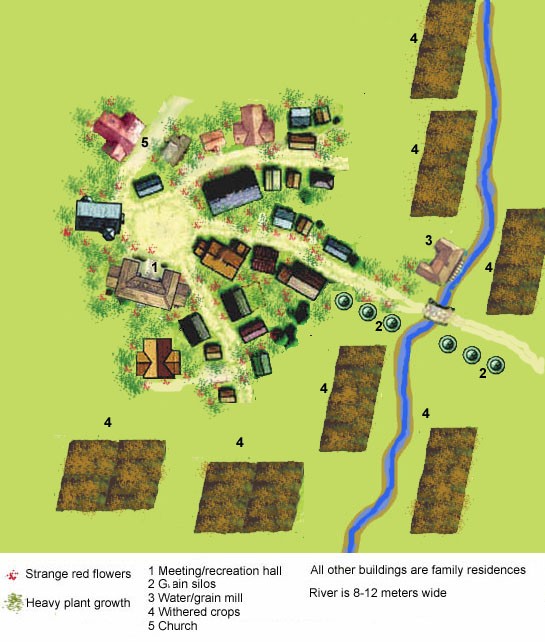 4
4
5
3
4
1
2
2
4
4
4
4
Strange red flowers
Heavy plant growth
1 Meeting/recreation hall
2 Grain silos
3 Water/grain mill
4 Withered crops
5 Church
All other buildings are family residences
River is 8-12 meters wide